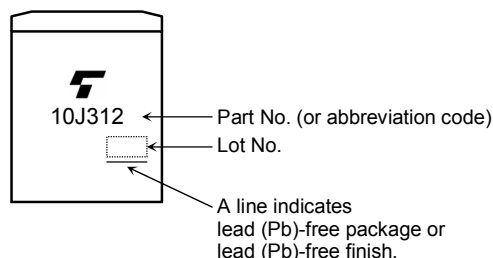 10J312
Part No. (or abbreviation code)
Lot No.
A line indicates
lead (Pb)-free package or
lead (Pb)-free finish.